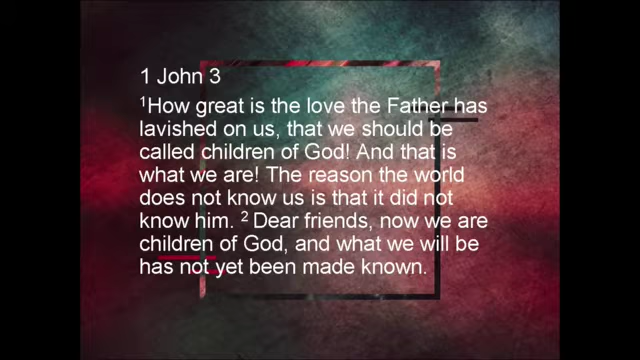 1 John 3
¹How great is the love the Father has
lavished on us, that we should be
called children of God! And that is
what we are! The reason the world
does not know us is that it did not
know him. ² Dear friends, now we are
children of God, and what we will be
has not yet been made known.